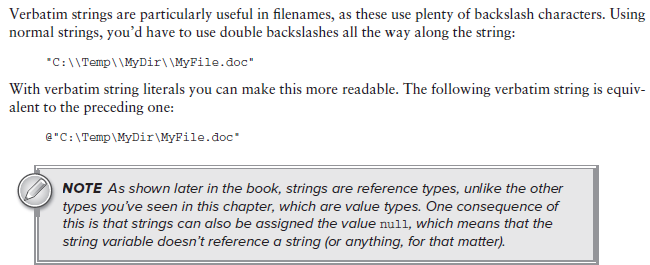 Verbatim strings are particularly useful in filenames, as these use plenty of backslash characters. Using
normal strings, you'd have to use double backslashes all the way along the string:
"C:\\Temp\\MyDir\\MyFile.doc"
With verbatim string literals you can make this more readable. The following verbatim string is equiv-
alent to the preceding one:
@"C:\Temp\MyDir\MyFile.doc"
NOTE As shown later in the book, strings are reference types, unlike the other
types you've seen in this chapter, which are value types. One consequence of
this is that strings can also be assigned the value null, which means that the
string variable doesn't reference a string (or anything, for that matter).